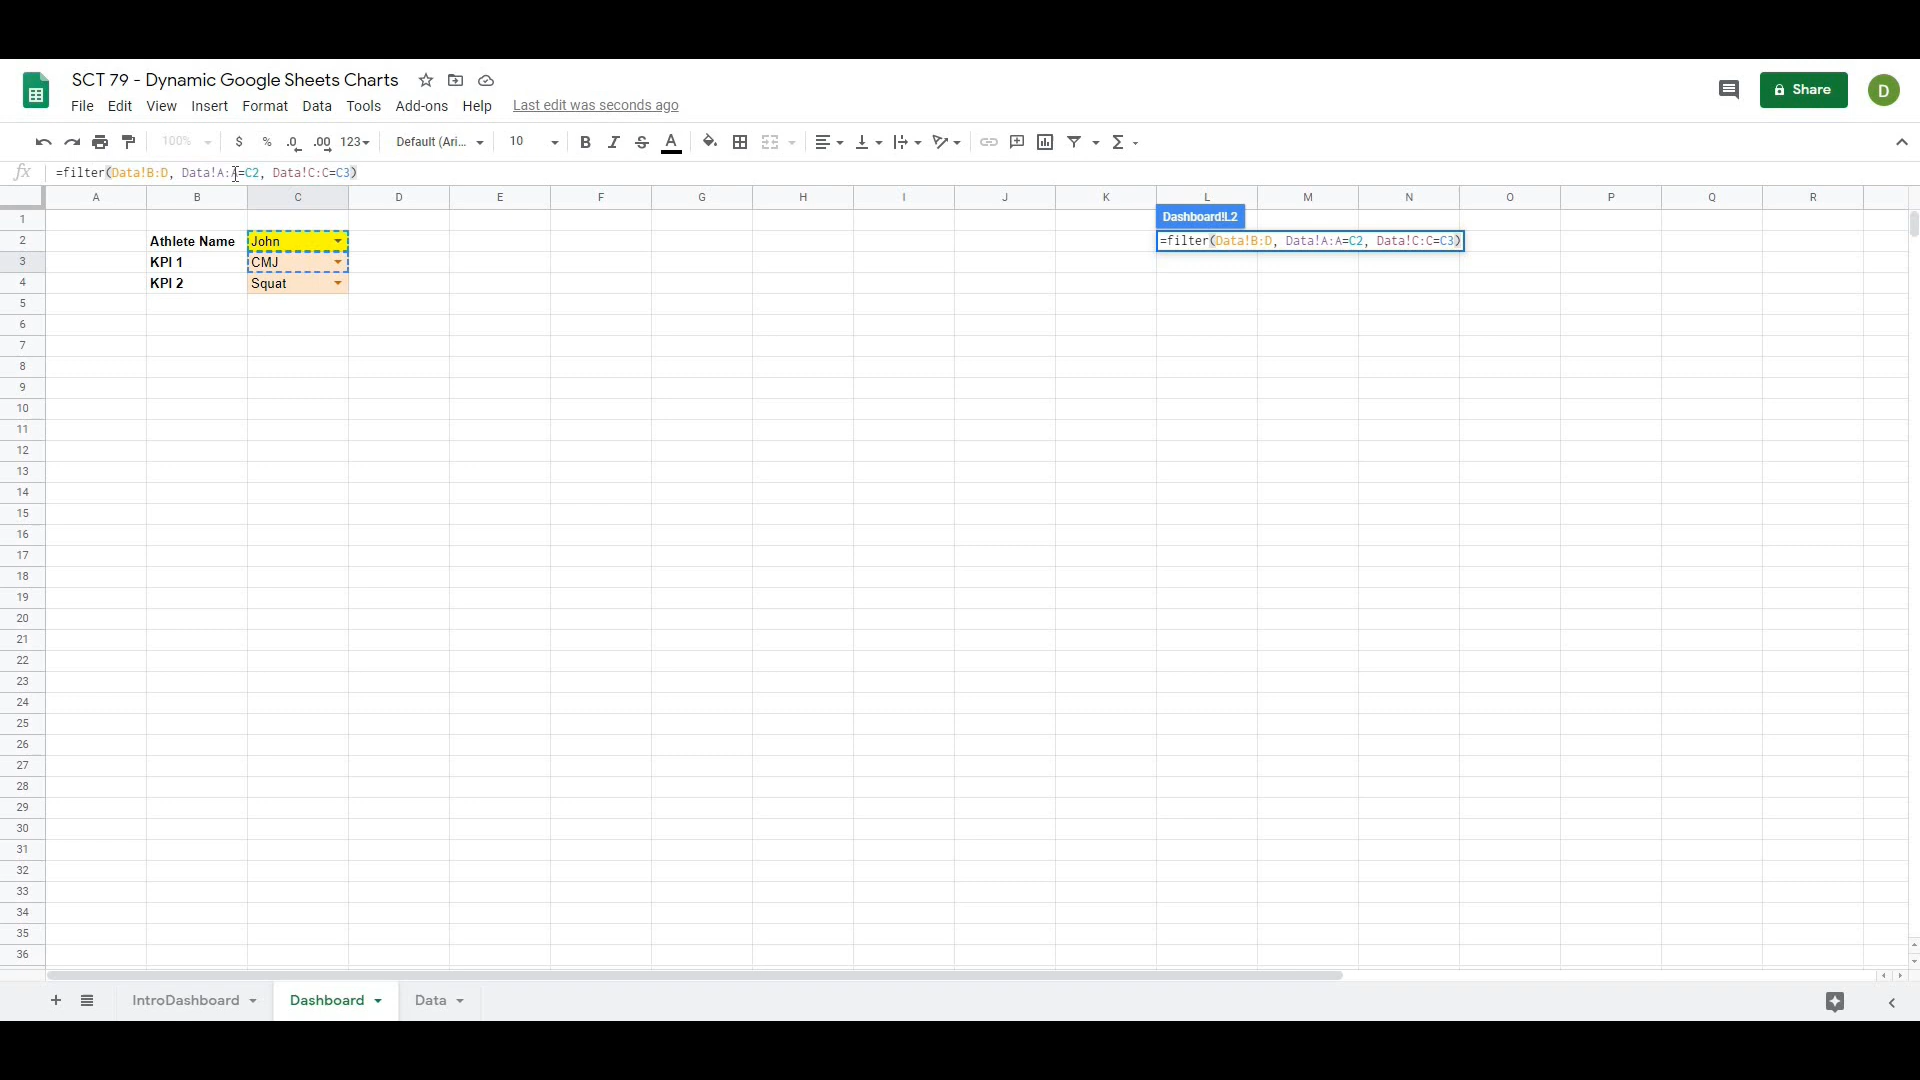 SCT 79 - Dynamic Google Sheets Charts
File Edit View Insert Format Data Tools Add-ons Help Last edit was seconds ago
Share
D
100% $ % .0 .00 123 Default (Ari... 10 B I S A
fx =filter(Data!B:D, Data!A:A=C2, Data!C:C=C3)
A B C D E F G H I J K L M N O P Q R
1 Dashboard!L2
2 Athlete Name John =filter(Data!B:D, Data!A:A=C2, Data!C:C=C3)
3 KPI 1 CMJ
4 KPI 2 Squat
5
6
7
8
9
10
11
12
13
14
15
16
17
18
19
20
21
22
23
24
25
26
27
28
29
30
31
32
33
34
35
36
IntroDashboard Dashboard Data